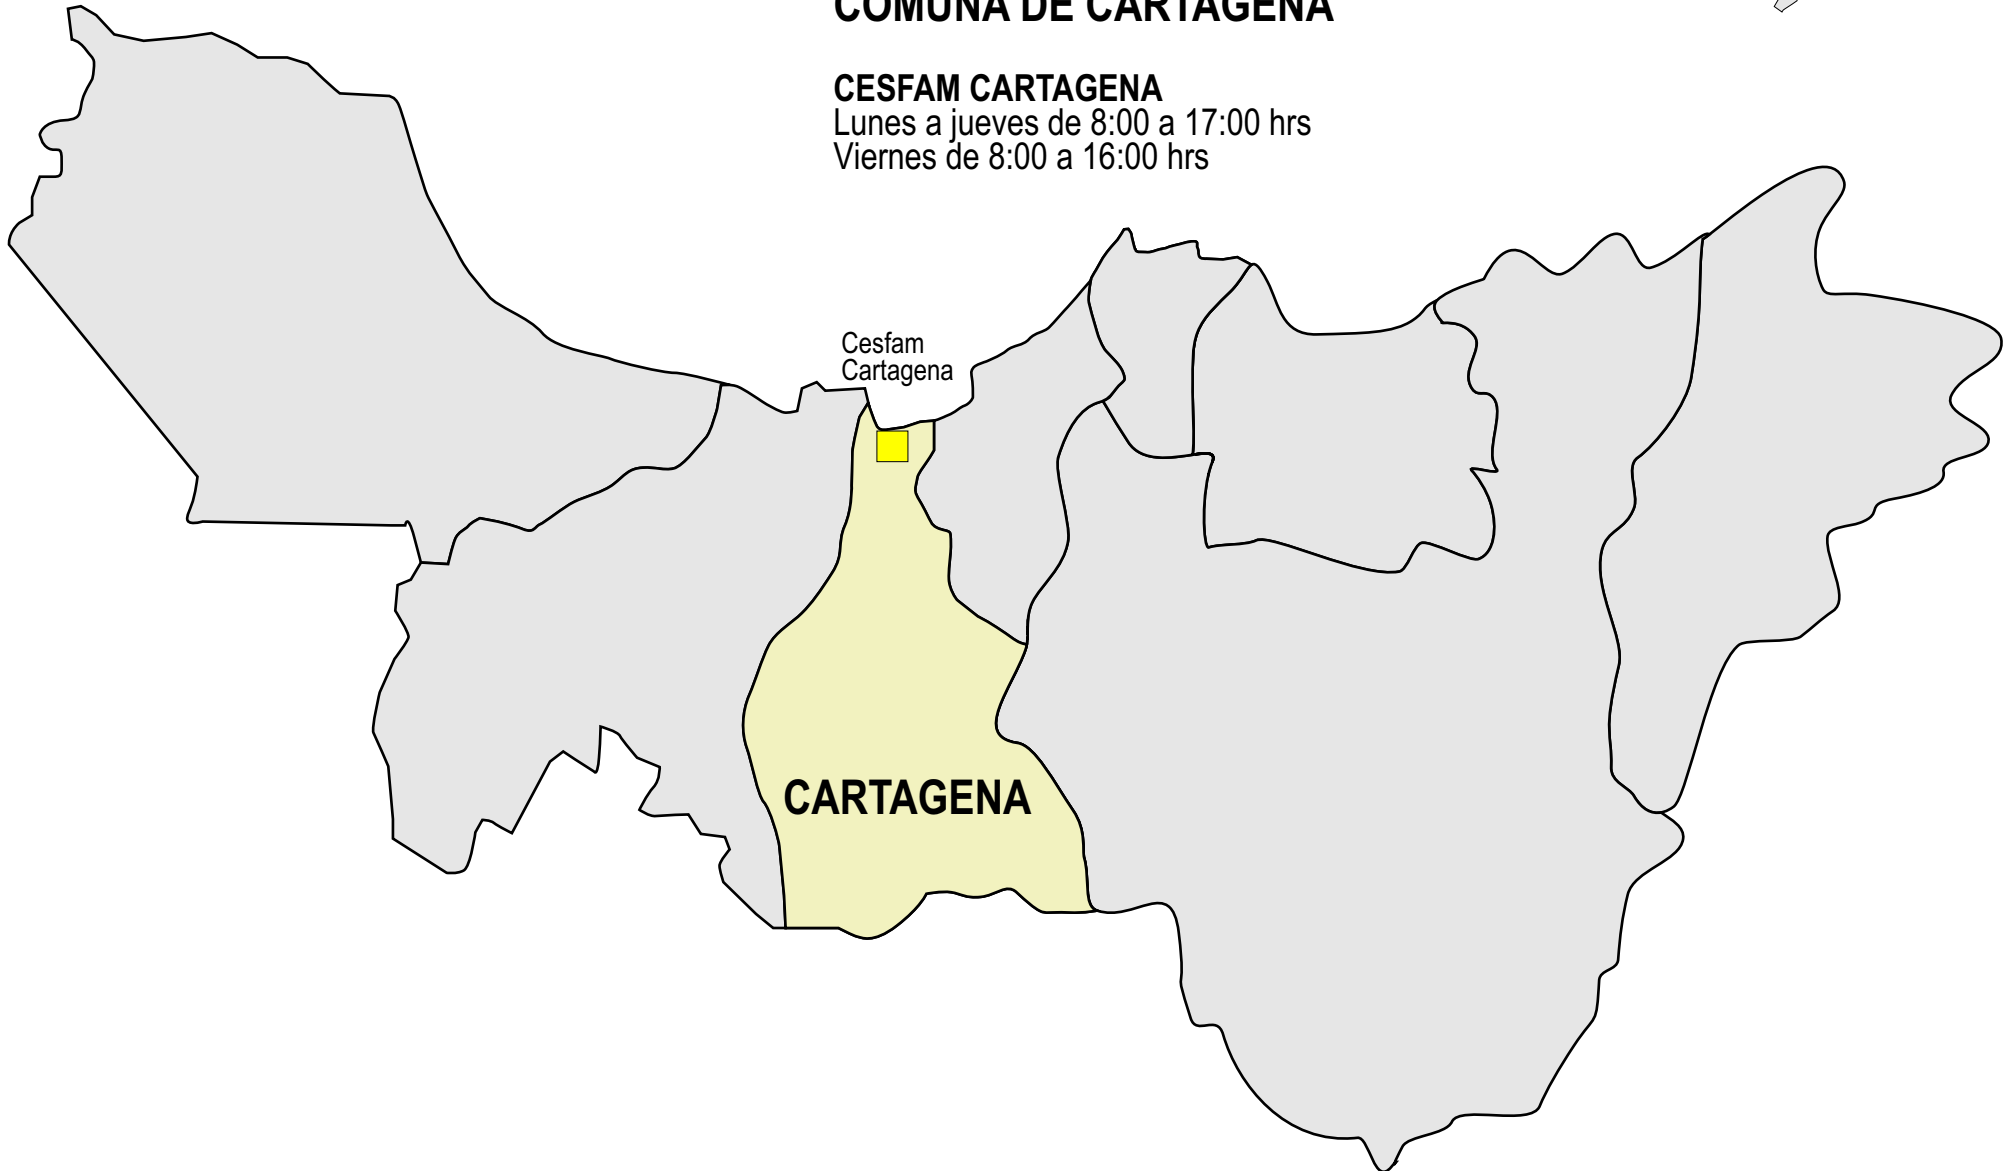 COMUNA DE CARTAGENA
CESFAM CARTAGENA
Lunes a jueves de 8:00 a 17:00 hrs
Viernes de 8:00 a 16:00 hrs
Cesfam
Cartagena
CARTAGENA